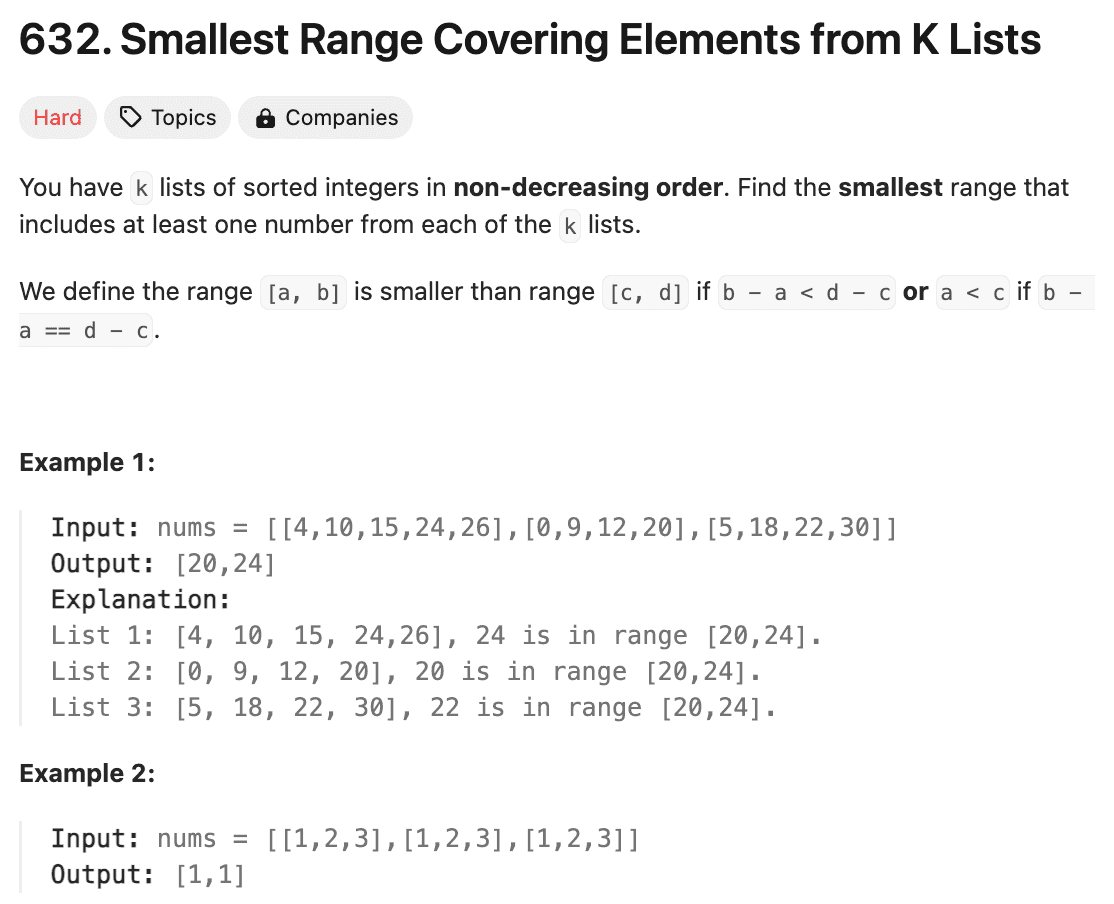 632. Smallest Range Covering Elements from K Lists
Hard Topics Companies
You have k lists of sorted integers in non-decreasing order. Find the smallest range that
includes at least one number from each of the k lists.
We define the range [a, b] is smaller than range [c, d] if b - a < d - c or a < c if b -
a == d - c.
Example 1:
Input: nums = [[4,10,15,24,26],[0,9,12,20],[5,18,22,30]]
Output: [20,24]
Explanation:
List 1: [4, 10, 15, 24,26], 24 is in range [20,24].
List 2: [0, 9, 12, 20], 20 is in range [20,24].
List 3: [5, 18, 22, 30], 22 is in range [20,24].
Example 2:
Input: nums = [[1,2,3],[1,2,3],[1,2,3]]
Output: [1,1]